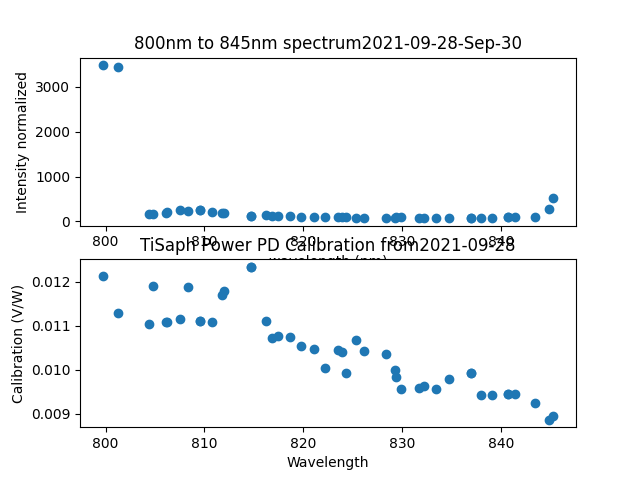 800nm to 845nm spectrum2021-09-28-Sep-30
Intensity normalized
3000
2000
1000
0
800 810 820 830 840
wavelength (nm)
TiSaph Power PD Calibration from2021-09-28
Calibration (V/W)
0.012
0.011
0.010
0.009
800 810 820 830 840
Wavelength